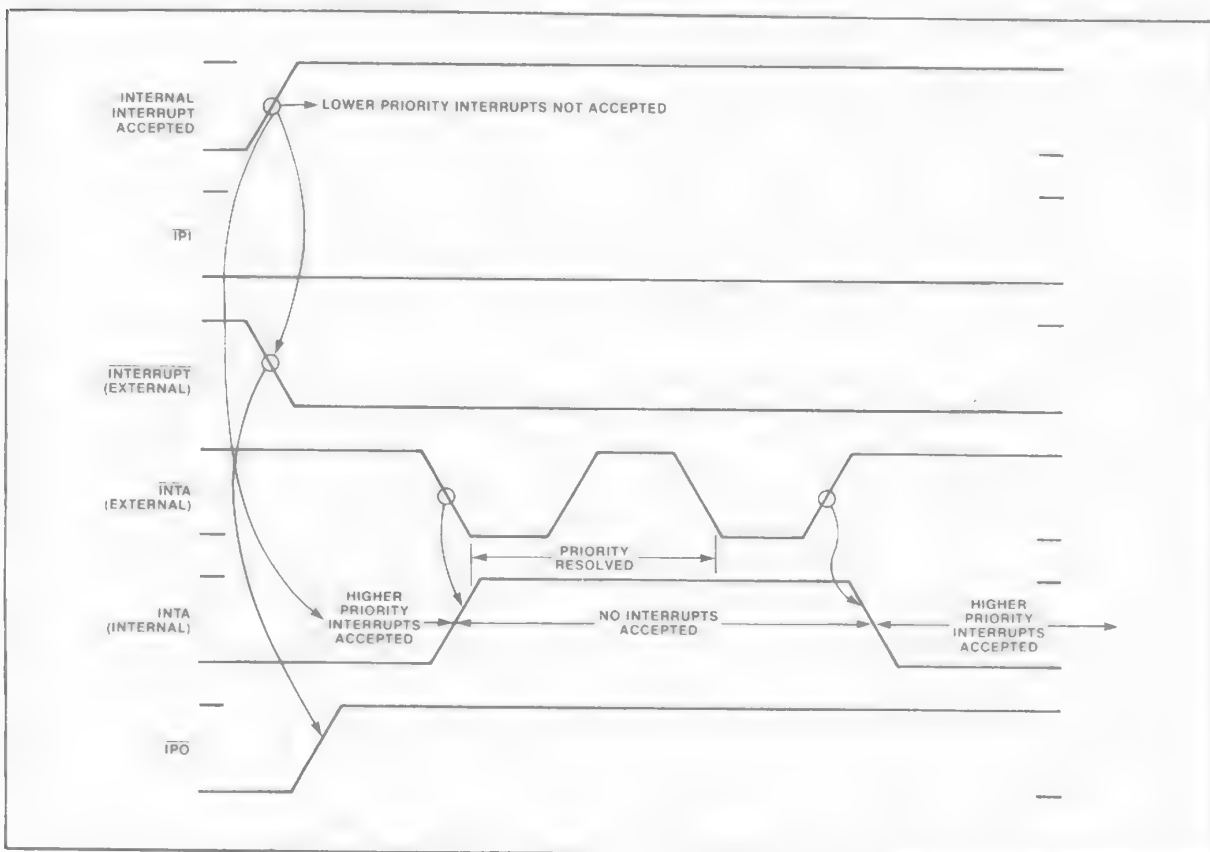 INTERNAL
INTERRUPT
ACCEPTED
LOWER PRIORITY INTERRUPTS NOT ACCEPTED
IPI
INTERRUPT
(EXTERNAL)
INTA
(EXTERNAL)
PRIORITY
RESOLVED
INTA
(INTERNAL)
HIGHER
PRIORITY
INTERRUPTS
ACCEPTED
NO INTERRUPTS
ACCEPTED
HIGHER
PRIORITY
INTERRUPTS
ACCEPTED
IPO